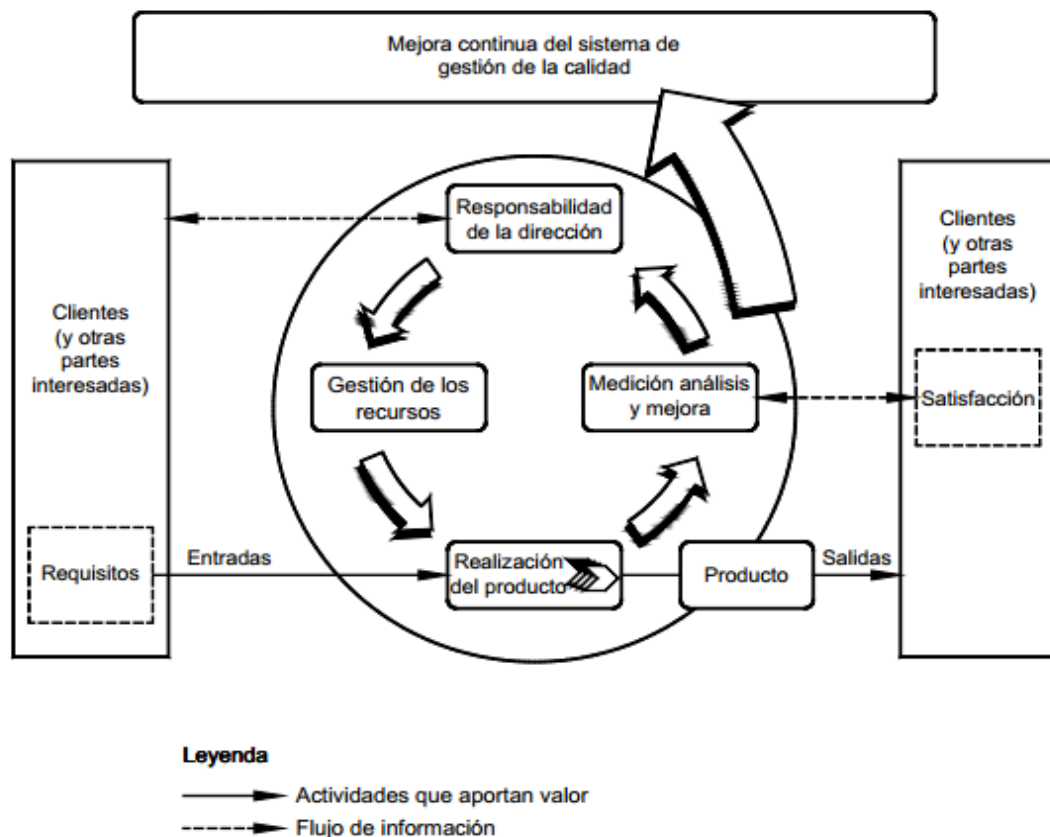 Mejora continua del sistema de
gestión de la calidad
Responsabilidad
de la dirección
Clientes
(y otras
partes
interesadas)
Clientes
(y otras
partes
interesadas)
Gestión de los
recursos
Medición análisis
y mejora
Satisfacción
Requisitos
Entradas
Realización
del producto
Producto
Salidas
Leyenda
Actividades que aportan valor
Flujo de información